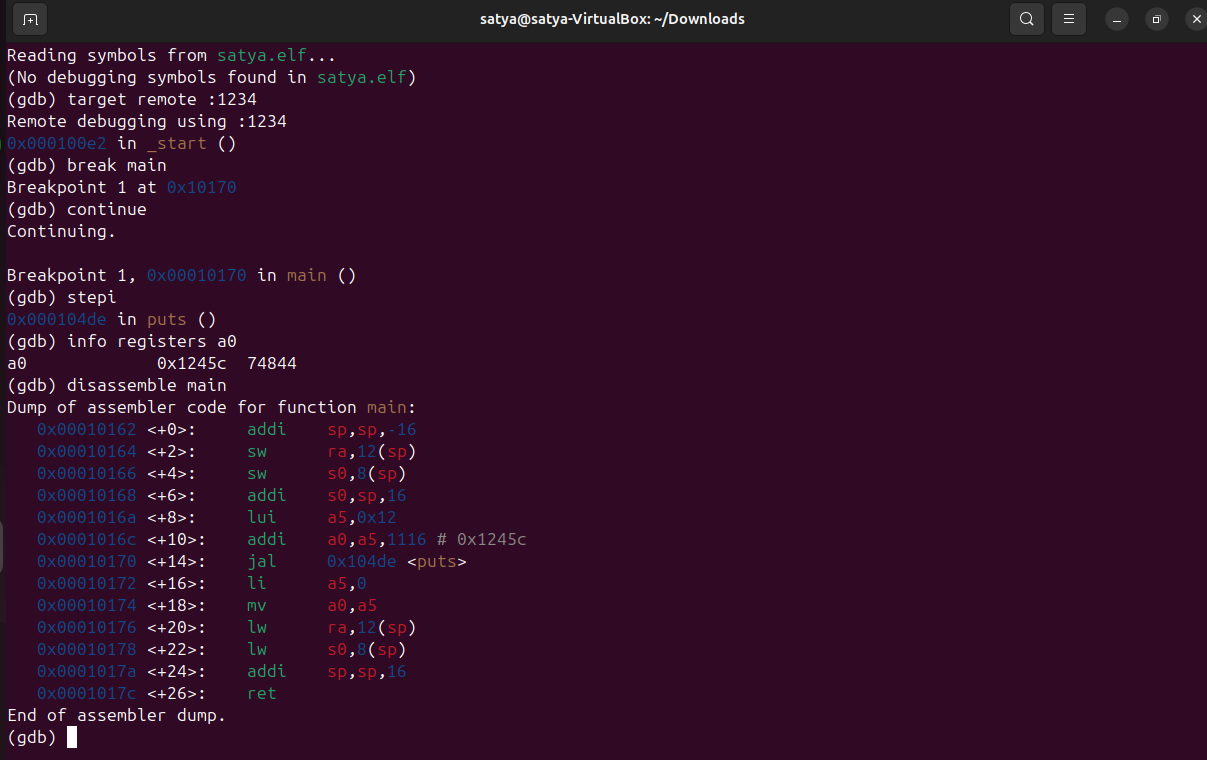 satya@satya-VirtualBox: ~/Downloads
Reading symbols from satya.elf...
(No debugging symbols found in satya.elf)
(gdb) target remote :1234
Remote debugging using :1234
0x000100e2 in _start ()
(gdb) break main
Breakpoint 1 at 0x10170
(gdb) continue
Continuing.
Breakpoint 1, 0x00010170 in main ()
(gdb) stepi
0x000104de in puts ()
(gdb) info registers a0
a0             0x1245c  74844
(gdb) disassemble main
Dump of assembler code for function main:
   0x00010162 <+0>:     addi    sp,sp,-16
   0x00010164 <+2>:     sw      ra,12(sp)
   0x00010166 <+4>:     sw      s0,8(sp)
   0x00010168 <+6>:     addi    s0,sp,16
   0x0001016a <+8>:     lui     a5,0x12
   0x0001016c <+10>:    addi    a0,a5,1116 # 0x1245c
   0x00010170 <+14>:    jal     0x104de <puts>
   0x00010172 <+16>:    li      a5,0
   0x00010174 <+18>:    mv      a0,a5
   0x00010176 <+20>:    lw      ra,12(sp)
   0x00010178 <+22>:    lw      s0,8(sp)
   0x0001017a <+24>:    addi    sp,sp,16
   0x0001017c <+26>:    ret
End of assembler dump.
(gdb)